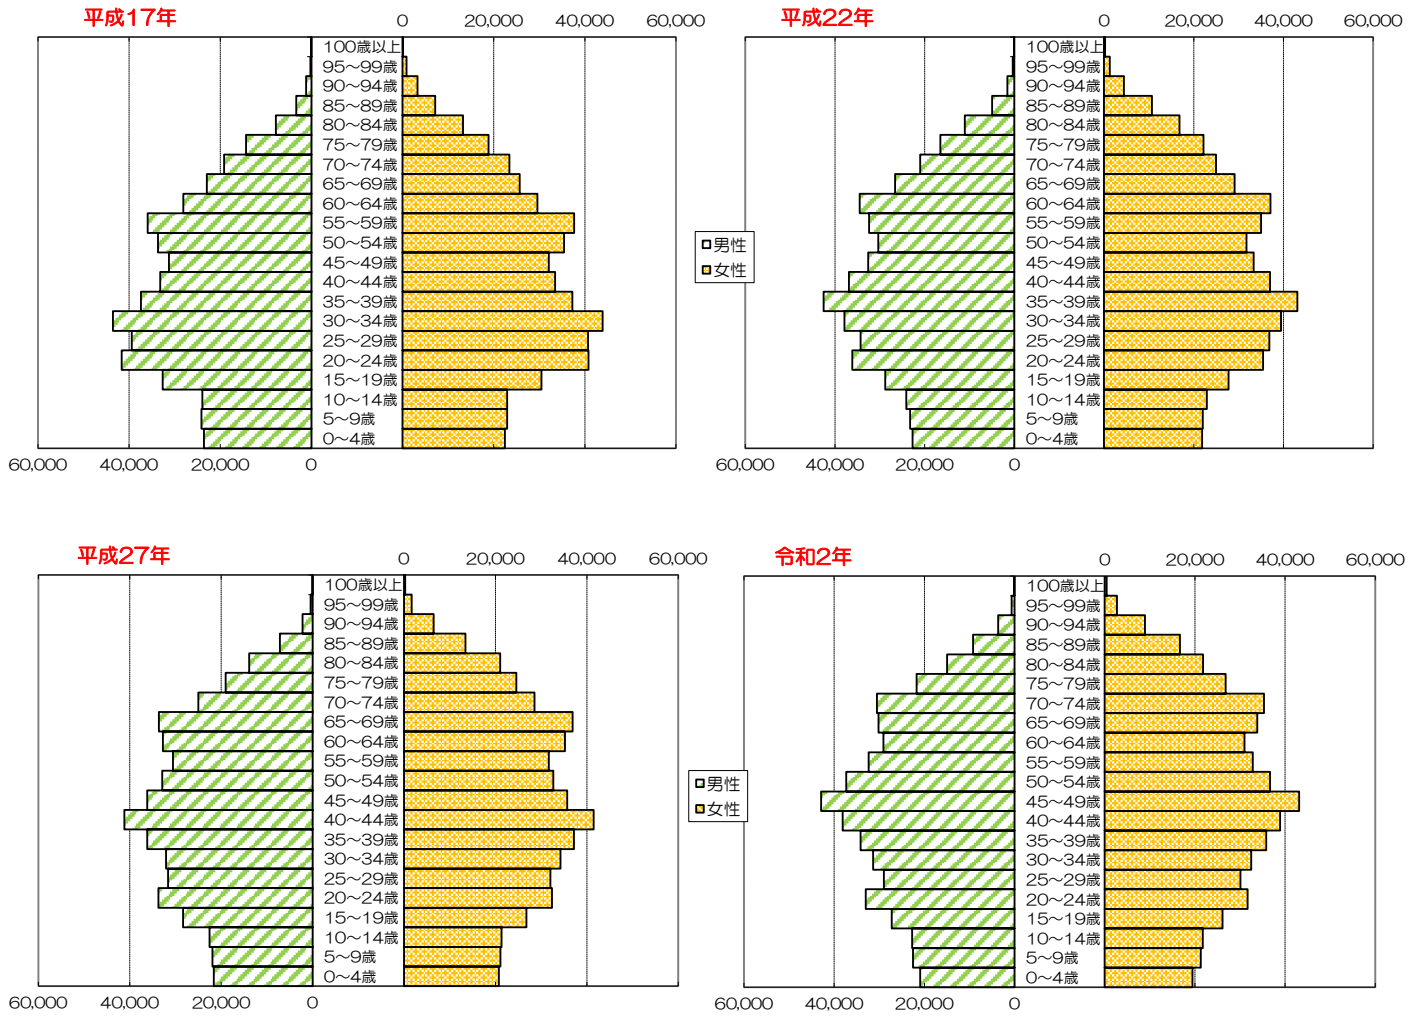 平成17年
0 20,000 40,000 60,000
100歳以上
95～99歳
90～94歳
85～89歳
80～84歳
75～79歳
70～74歳
65～69歳
60～64歳
55～59歳
50～54歳
45～49歳
40～44歳
35～39歳
30～34歳
25～29歳
20～24歳
15～19歳
10～14歳
5～9歳
0～4歳
60,000 40,000 20,000 0
平成22年
0 20,000 40,000 60,000
100歳以上
95～99歳
90～94歳
85～89歳
80～84歳
75～79歳
70～74歳
65～69歳
60～64歳
55～59歳
50～54歳
45～49歳
40～44歳
35～39歳
30～34歳
25～29歳
20～24歳
15～19歳
10～14歳
5～9歳
0～4歳
60,000 40,000 20,000 0
男性
女性
平成27年
0 20,000 40,000 60,000
100歳以上
95～99歳
90～94歳
85～89歳
80～84歳
75～79歳
70～74歳
65～69歳
60～64歳
55～59歳
50～54歳
45～49歳
40～44歳
35～39歳
30～34歳
25～29歳
20～24歳
15～19歳
10～14歳
5～9歳
0～4歳
60,000 40,000 20,000 0
令和2年
0 20,000 40,000 60,000
100歳以上
95～99歳
90～94歳
85～89歳
80～84歳
75～79歳
70～74歳
65～69歳
60～64歳
55～59歳
50～54歳
45～49歳
40～44歳
35～39歳
30～34歳
25～29歳
20～24歳
15～19歳
10～14歳
5～9歳
0～4歳
60,000 40,000 20,000 0
男性
女性